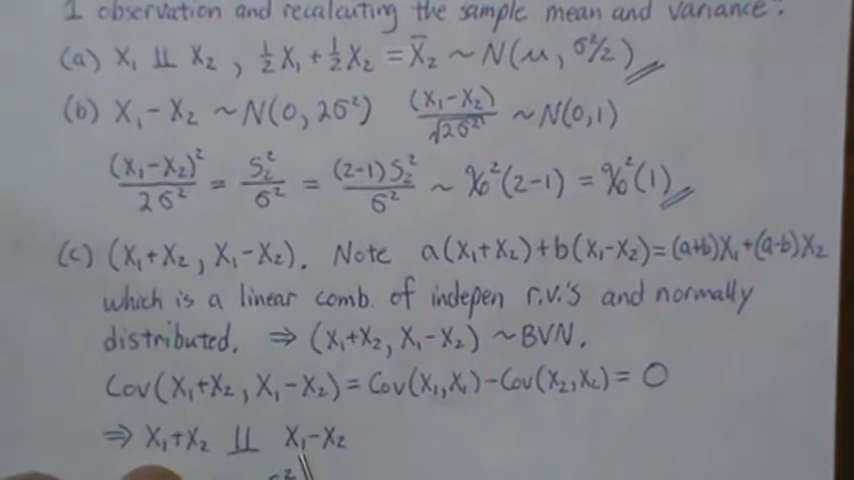 1 observation and recalcuting the sample mean and variance".
(a) X₁ ⫫ X₂ , ½X₁ + ½X₂ = X̄₂ ~ N(μ, σ²/2)
(b) X₁ - X₂ ~ N(0, 2σ²) (X₁-X₂)/√2σ² ~ N(0,1)
(X₁-X₂)²/2σ² = S₂²/σ² = (2-1)S₂²/σ² ~ χ₀²(2-1) = χ₀²(1)
(c) (X₁+X₂, X₁-X₂). Note a(X₁+X₂)+b(X₁-X₂)=(a+b)X₁+(a-b)X₂
which is a linear comb. of indepen r.v.'s and normally
distributed. ⇒ (X₁+X₂, X₁-X₂) ~ BVN.
Cov(X₁+X₂, X₁-X₂) = Cov(X₁,X₁) - Cov(X₂,X₂) = 0
⇒ X₁+X₂ ⫫ X₁-X₂